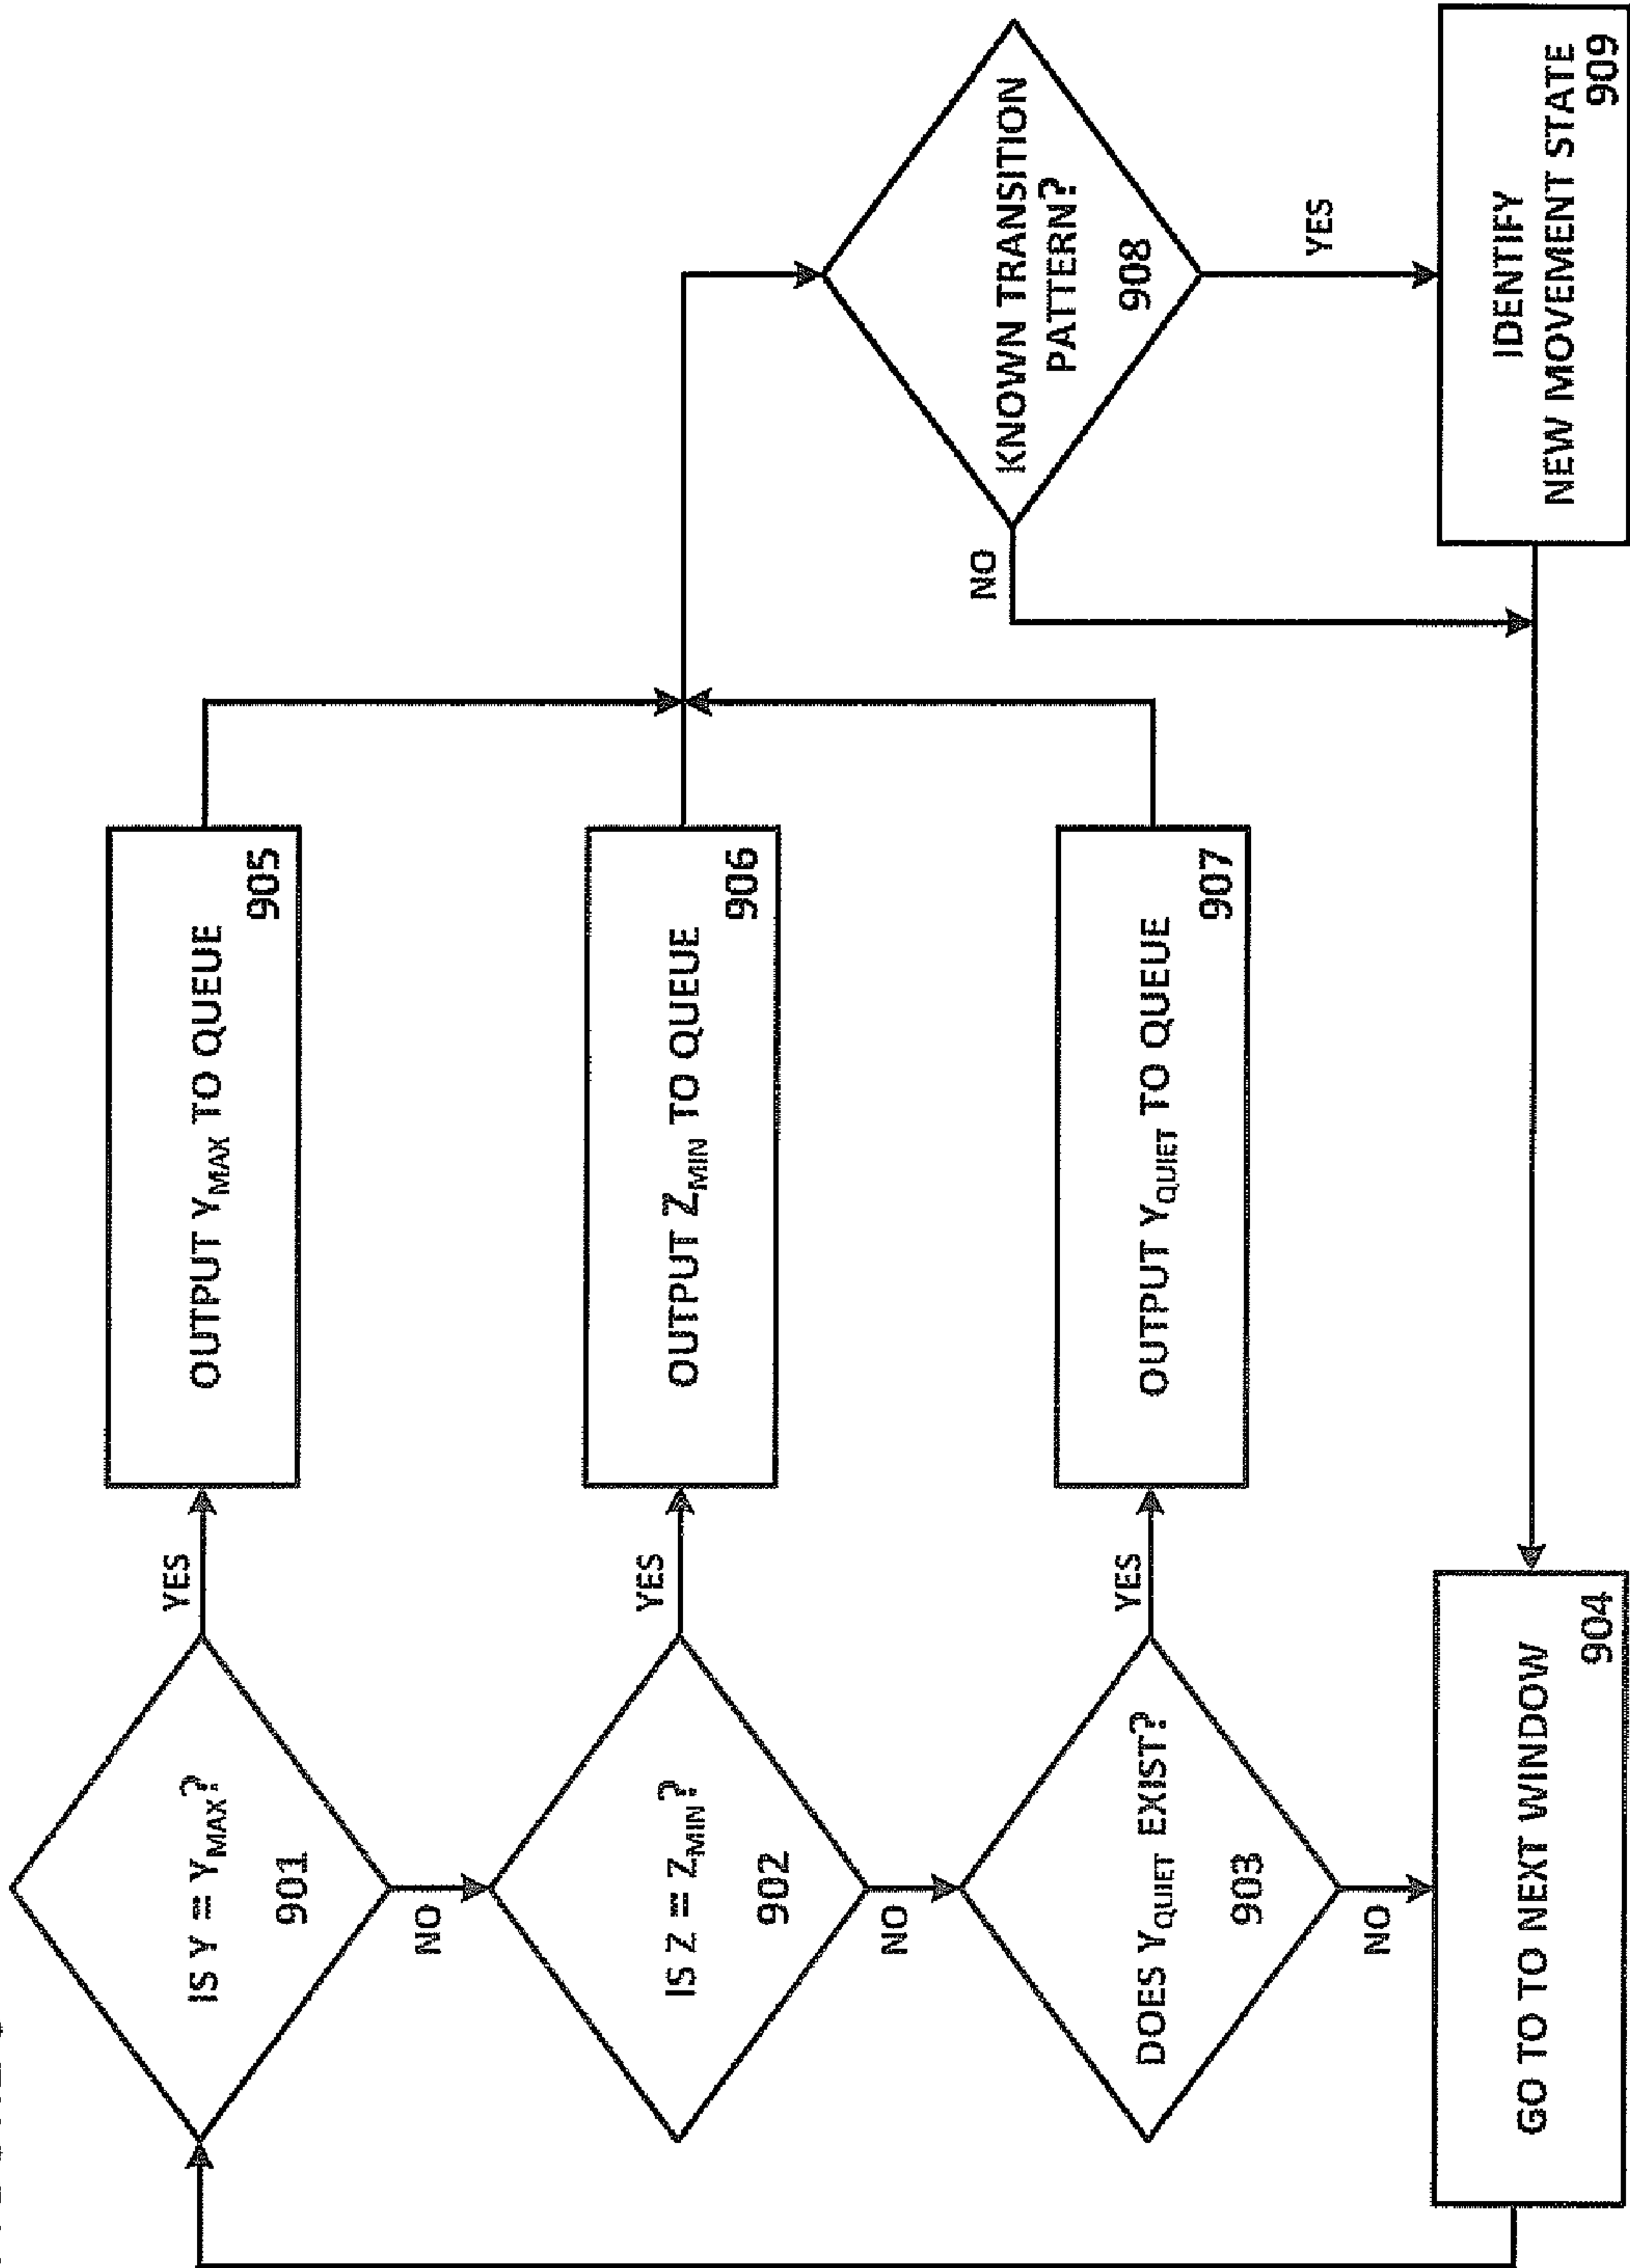 IS Y = YMAX?
901
YES
OUTPUT YMAX TO QUEUE
905
NO
IS Z = ZMIN?
902
YES
OUTPUT ZMIN TO QUEUE
906
NO
DOES YQUIET EXIST?
903
YES
OUTPUT YQUIET TO QUEUE
907
NO
GO TO TO NEXT WINDOW
904
KNOWN TRANSITION
PATTERN?
908
NO
YES
IDENTIFY
NEW MOVEMENT STATE
909